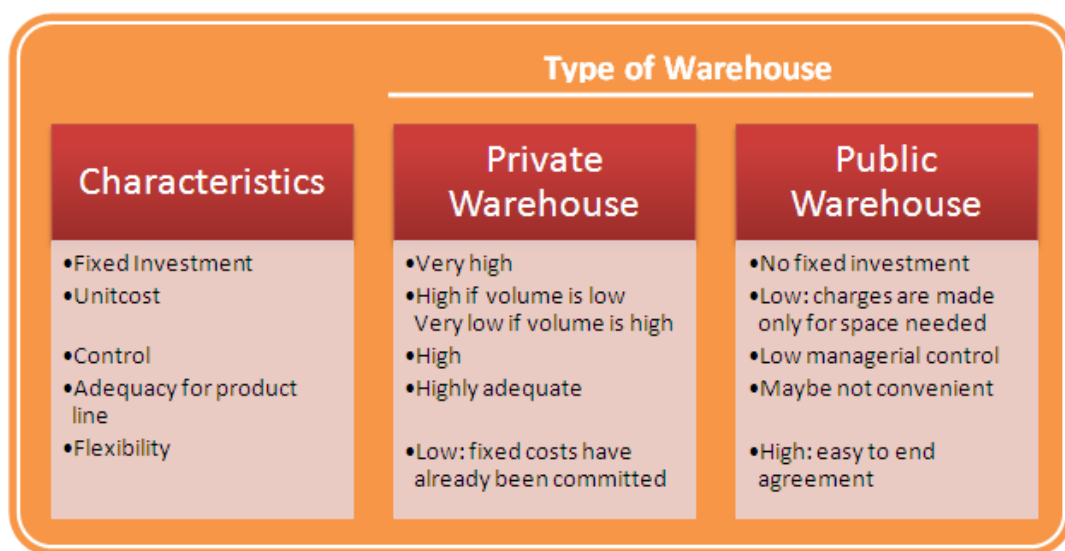 Type of Warehouse
Characteristics
•Fixed Investment
•Unitcost
•Control
•Adequacy for product
line
•Flexibility
Private
Warehouse
•Very high
•High if volume is low
Very low if volume is high
•High
•Highly adequate
•Low: fixed costs have
already been committed
Public
Warehouse
•No fixed investment
•Low: charges are made
only for space needed
•Low managerial control
•Maybe not convenient
•High: easy to end
agreement